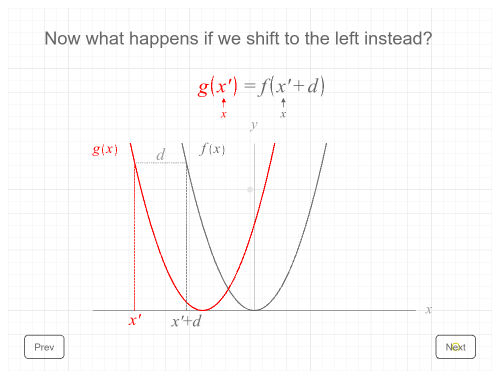 Now what happens if we shift to the left instead?
g(x′) = f(x′+d)
x x
y
g(x) d f(x)
x
x′ x′+d
Prev Next